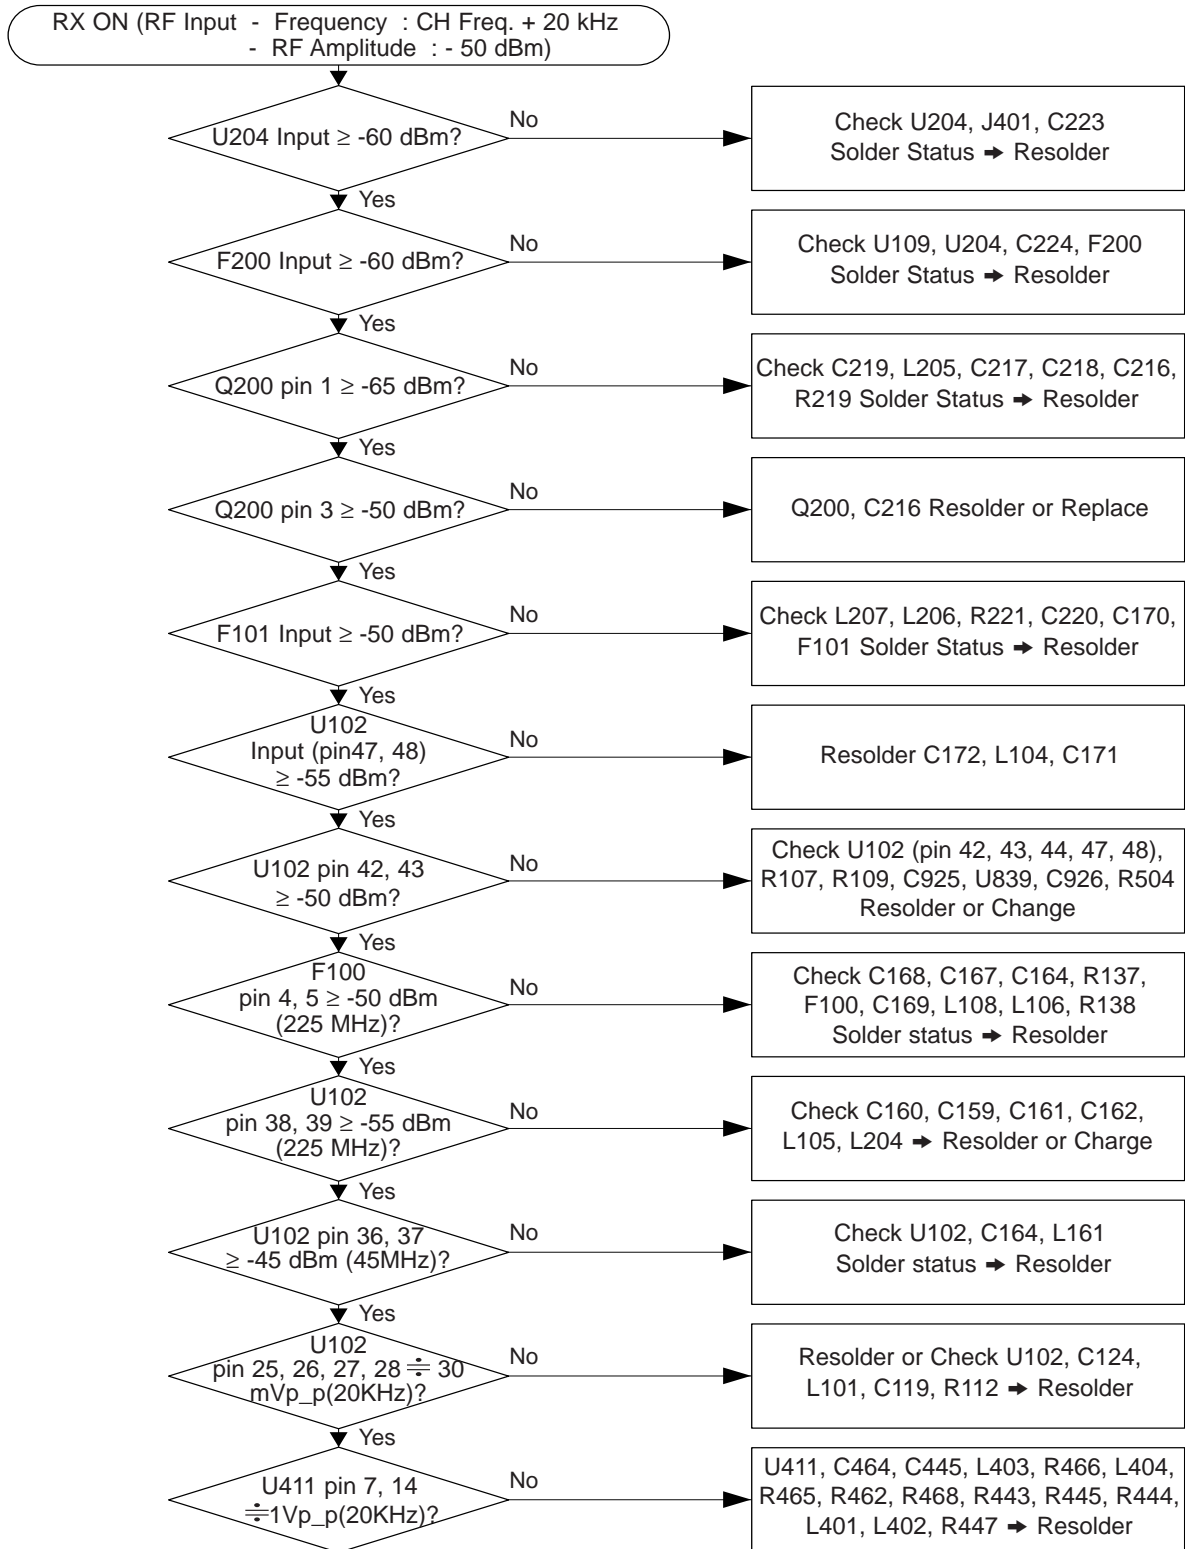 RX ON (RF Input - Frequency : CH Freq. + 20 kHz
- RF Amplitude : - 50 dBm)
U204 Input ≥ -60 dBm?
No
Check U204, J401, C223
Solder Status ➡ Resolder
Yes
F200 Input ≥ -60 dBm?
No
Check U109, U204, C224, F200
Solder Status ➡ Resolder
Yes
Q200 pin 1 ≥ -65 dBm?
No
Check C219, L205, C217, C218, C216,
R219 Solder Status ➡ Resolder
Yes
Q200 pin 3 ≥ -50 dBm?
No
Q200, C216 Resolder or Replace
Yes
F101 Input ≥ -50 dBm?
No
Check L207, L206, R221, C220, C170,
F101 Solder Status ➡ Resolder
Yes
U102
Input (pin47, 48)
≥ -55 dBm?
No
Resolder C172, L104, C171
Yes
U102 pin 42, 43
≥ -50 dBm?
No
Check U102 (pin 42, 43, 44, 47, 48),
R107, R109, C925, U839, C926, R504
Resolder or Change
Yes
F100
pin 4, 5 ≥ -50 dBm
(225 MHz)?
No
Check C168, C167, C164, R137,
F100, C169, L108, L106, R138
Solder status ➡ Resolder
Yes
U102
pin 38, 39 ≥ -55 dBm
(225 MHz)?
No
Check C160, C159, C161, C162,
L105, L204 ➡ Resolder or Charge
Yes
U102 pin 36, 37
≥ -45 dBm (45MHz)?
No
Check U102, C164, L161
Solder status ➡ Resolder
Yes
U102
pin 25, 26, 27, 28 ≑ 30
mVp_p(20KHz)?
No
Resolder or Check U102, C124,
L101, C119, R112 ➡ Resolder
Yes
U411 pin 7, 14
≑1Vp_p(20KHz)?
No
U411, C464, C445, L403, R466, L404,
R465, R462, R468, R443, R445, R444,
L401, L402, R447 ➡ Resolder